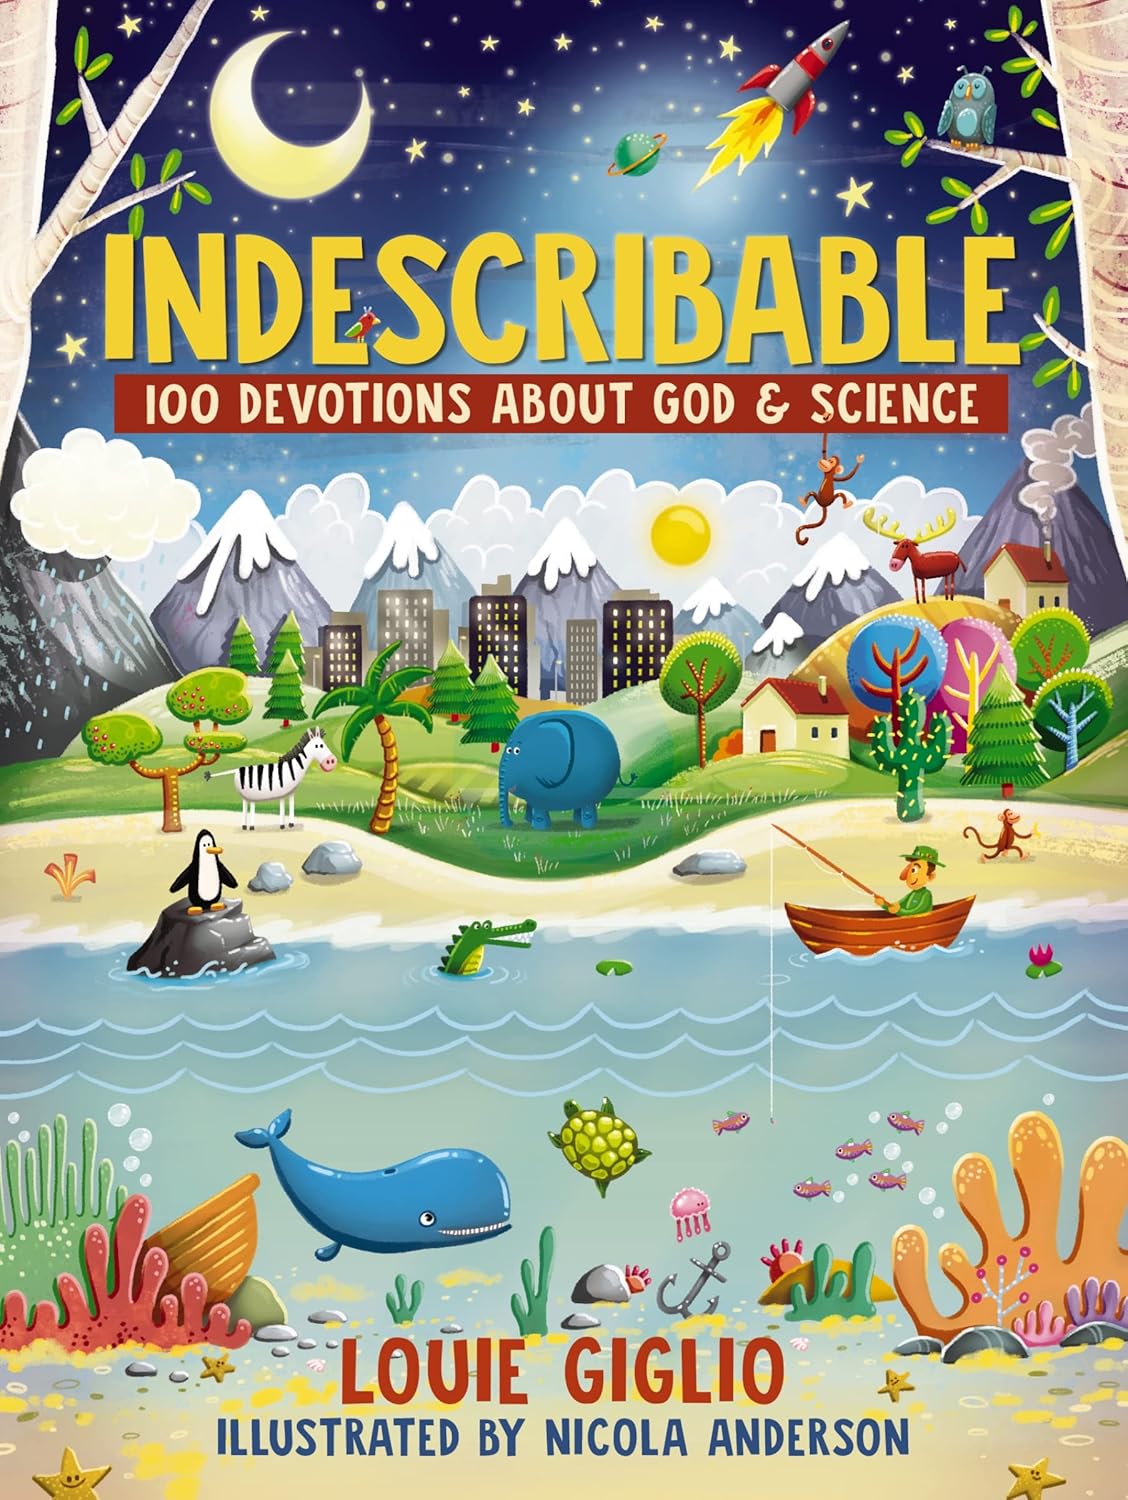 INDESCRIBABLE
100 DEVOTIONS ABOUT GOD & SCIENCE
LOUIE GIGLIO
ILLUSTRATED BY NICOLA ANDERSON